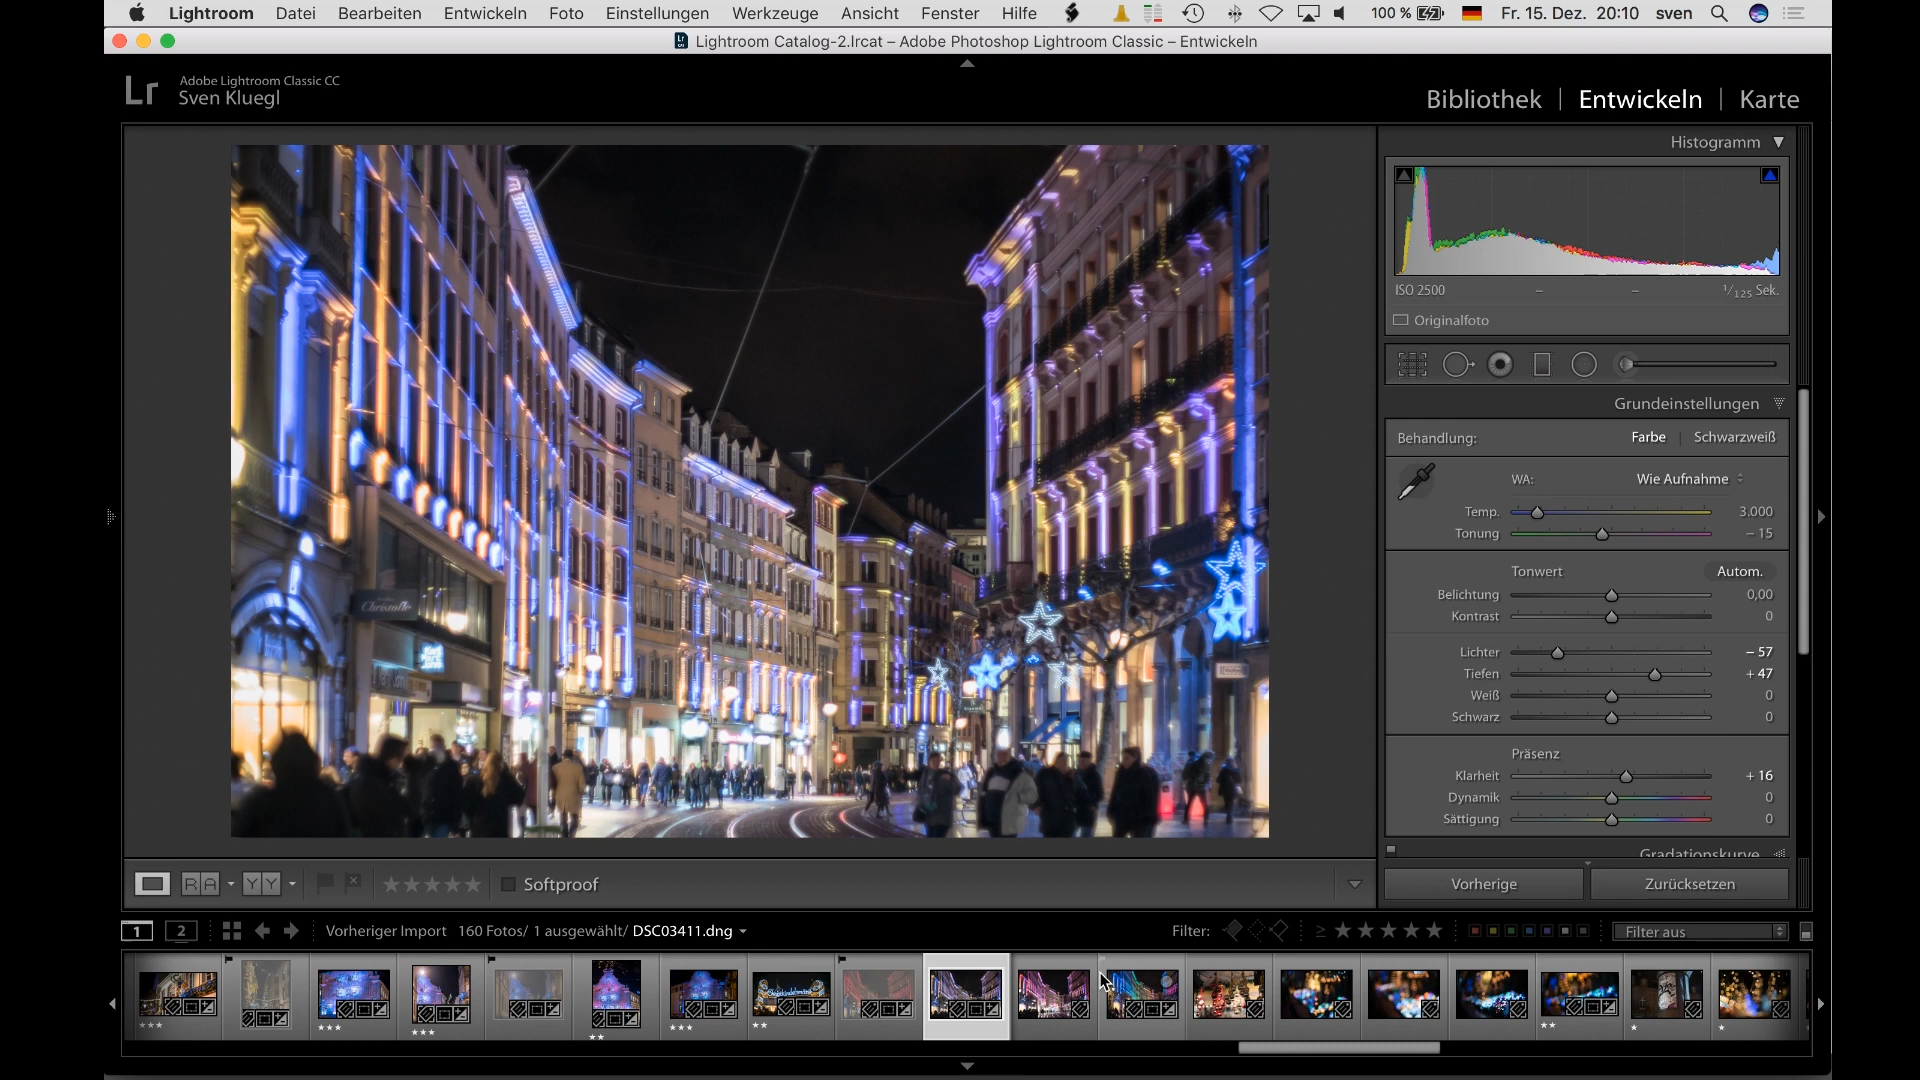 Lightroom Datei Bearbeiten Entwickeln Foto Einstellungen Werkzeuge Ansicht Fenster Hilfe 100 % Fr. 15. Dez. 20:10 sven
Lightroom Catalog-2.lrcat – Adobe Photoshop Lightroom Classic – Entwickeln
Lr
Adobe Lightroom Classic CC
Sven Kluegl
Bibliothek | Entwickeln | Karte
Histogramm
ISO 2500 – – 1/125 Sek.
Originalfoto
Grundeinstellungen
Behandlung: Farbe | Schwarzweiß
WA: Wie Aufnahme
Temp. 3.000
Tonung – 15
Tonwert Autom.
Belichtung 0,00
Kontrast 0
Lichter – 57
Tiefen + 47
Weiß 0
Schwarz 0
Präsenz
Klarheit + 16
Dynamik 0
Sättigung 0
Gradationskurve
Christofle
R A Y Y Softproof
Vorherige Zurücksetzen
1 2 Vorheriger Import 160 Fotos/ 1 ausgewählt/ DSC03411.dng Filter: ≥ Filter aus